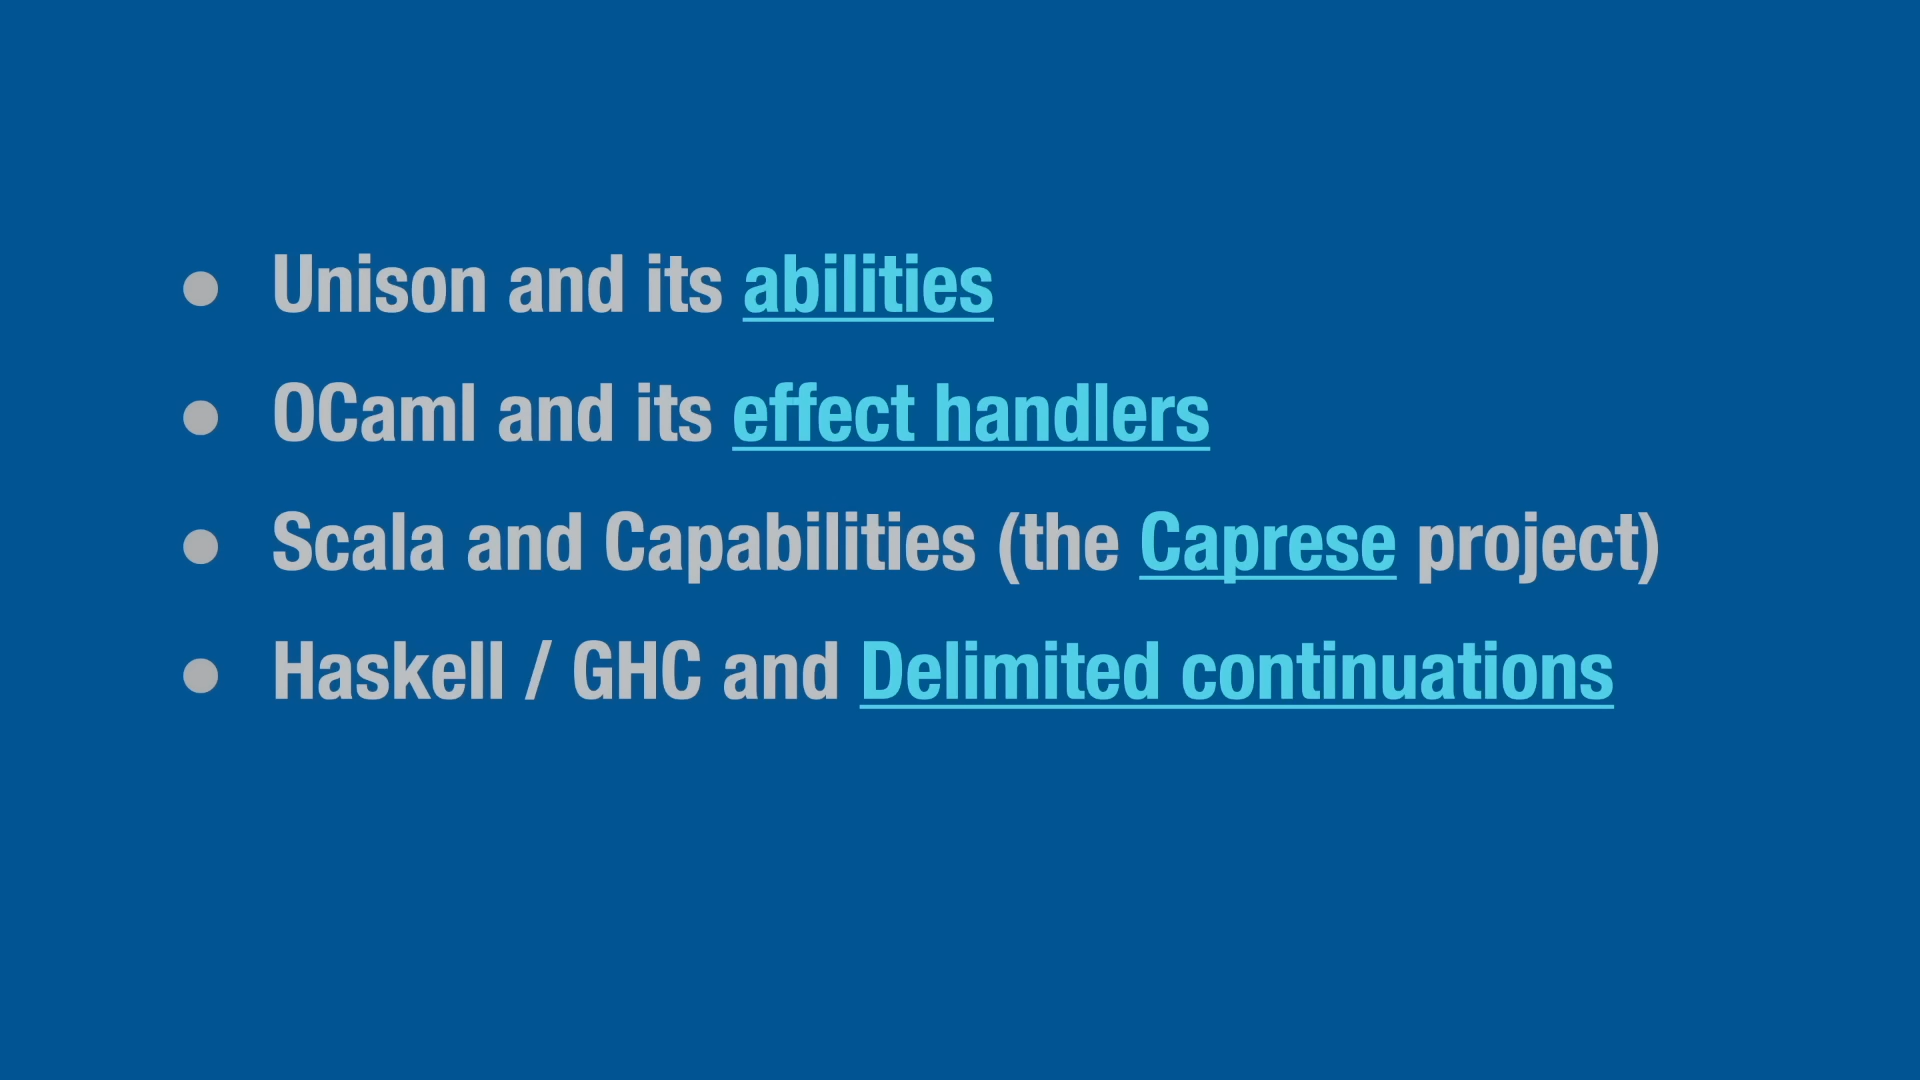 ● Unison and its abilities
● OCaml and its effect handlers
● Scala and Capabilities (the Caprese project)
● Haskell / GHC and Delimited continuations